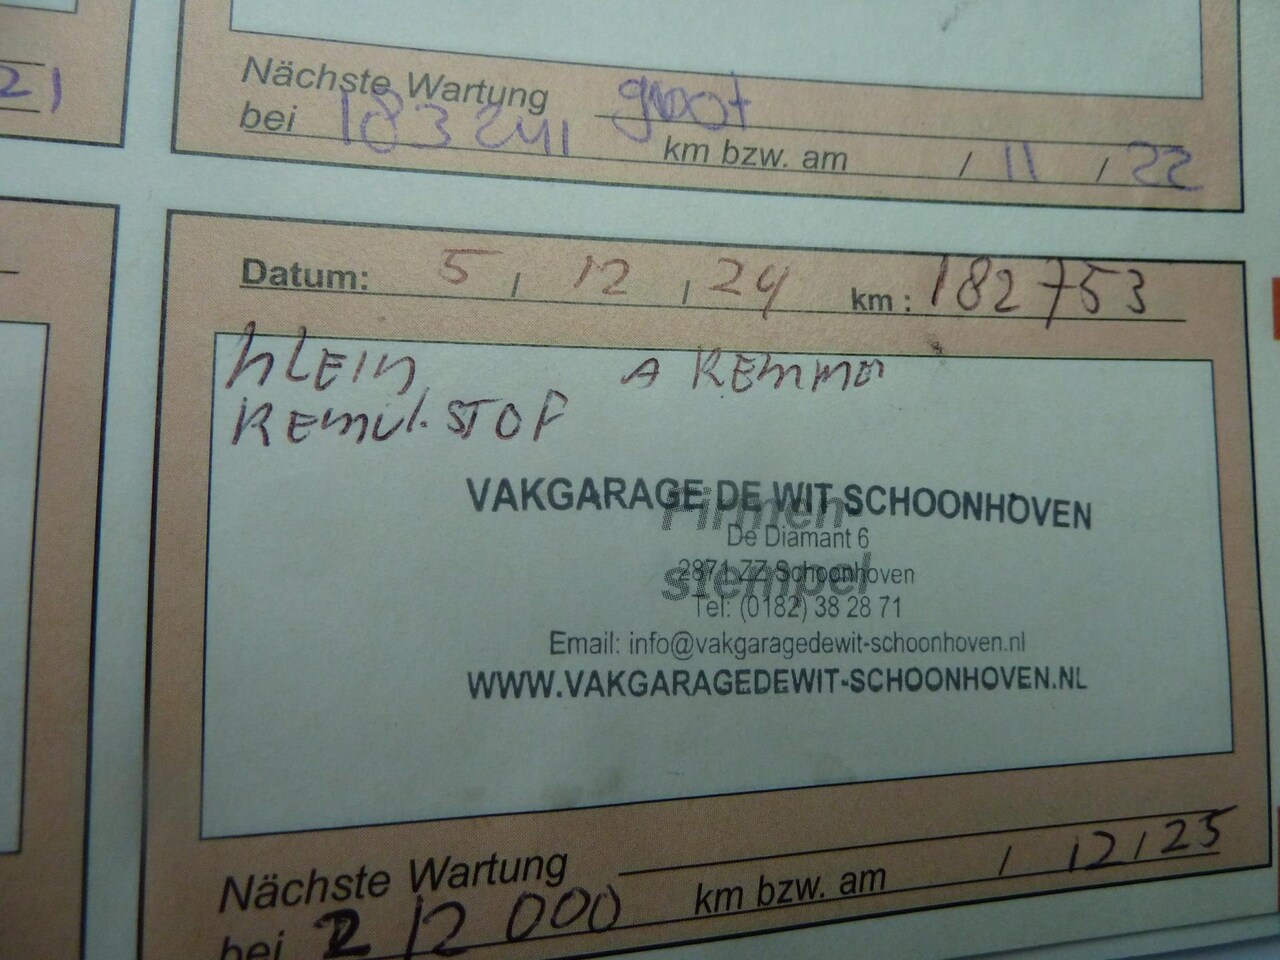 21
Nächste Wartung groot
bei 183241 km bzw. am / 11 / 22
Datum: 5 / 12 / 24 km : 182753
KLEIN A REMMEN
REMVL. STOF
Firmen
stempel
VAKGARAGE DE WIT SCHOONHOVEN
De Diamant 6
2871 ZZ Schoonhoven
Tel: (0182) 38 28 71
Email: info@vakgaragedewit-schoonhoven.nl
WWW.VAKGARAGEDEWIT-SCHOONHOVEN.NL
Nächste Wartung
bei 212000 km bzw. am / 12 / 25